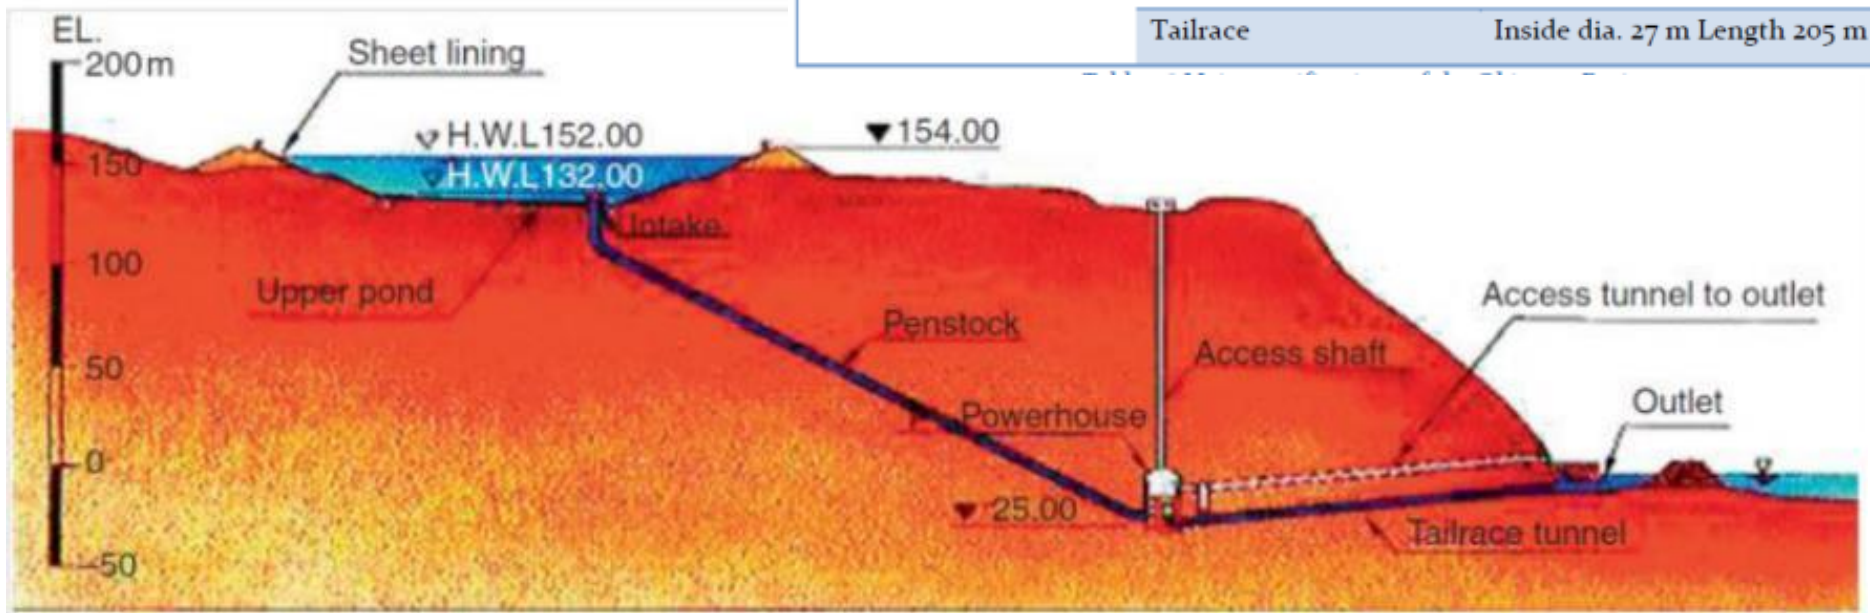 Tailrace Inside dia. 27 m Length 205 m
EL.
200m
Sheet lining
H.W.L152.00
154.00
150
H.W.L132.00
Intake
100
Upper pond
Access tunnel to outlet
Penstock
50
Access shaft
Powerhouse
Outlet
0
25.00
Tailrace tunnel
-50